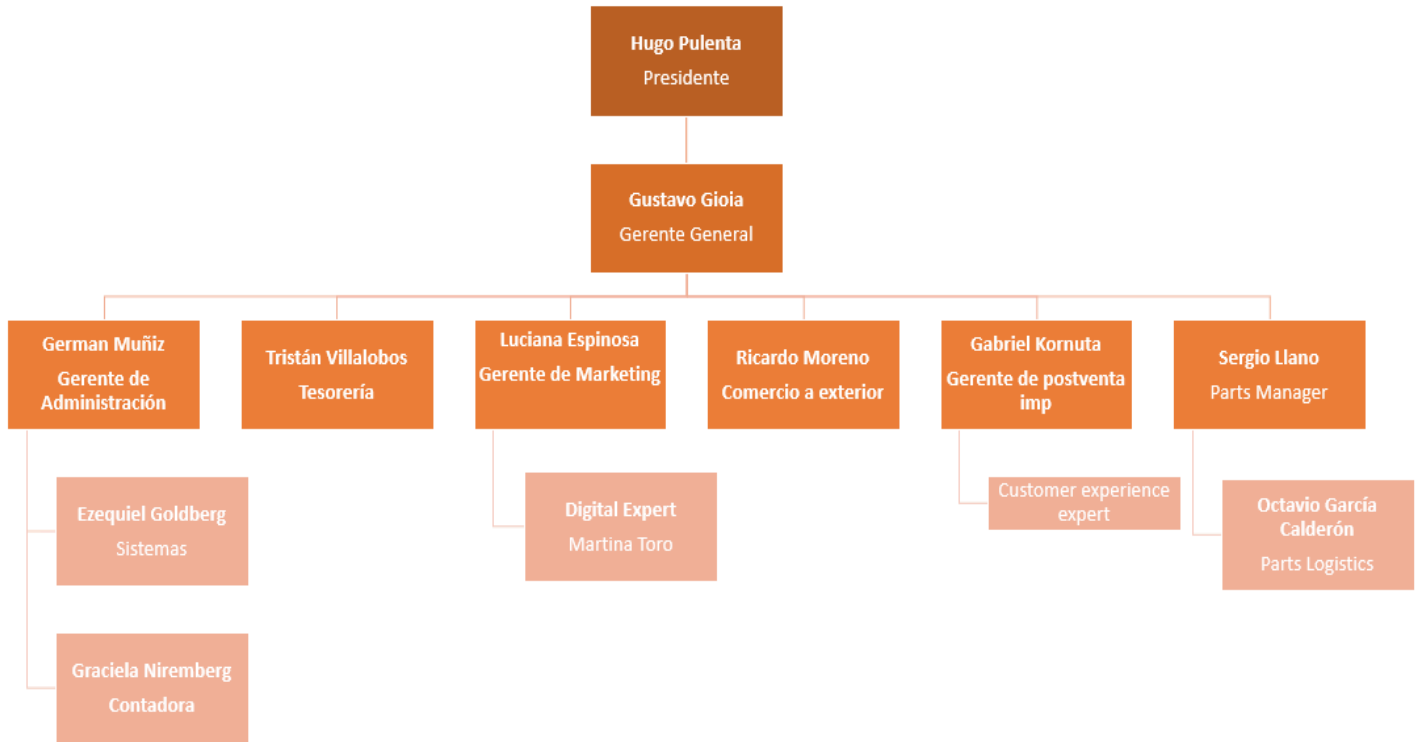 Hugo Pulenta
Presidente
Gustavo Gioia
Gerente General
German Muñiz
Gerente de
Administración
Tristán Villalobos
Tesorería
Luciana Espinosa
Gerente de Marketing
Ricardo Moreno
Comercio a exterior
Gabriel Kornuta
Gerente de postventa
imp
Sergio Llano
Parts Manager
Ezequiel Goldberg
Sistemas
Digital Expert
Martina Toro
Customer experience
expert
Octavio García
Calderón
Parts Logistics
Graciela Niremberg
Contadora